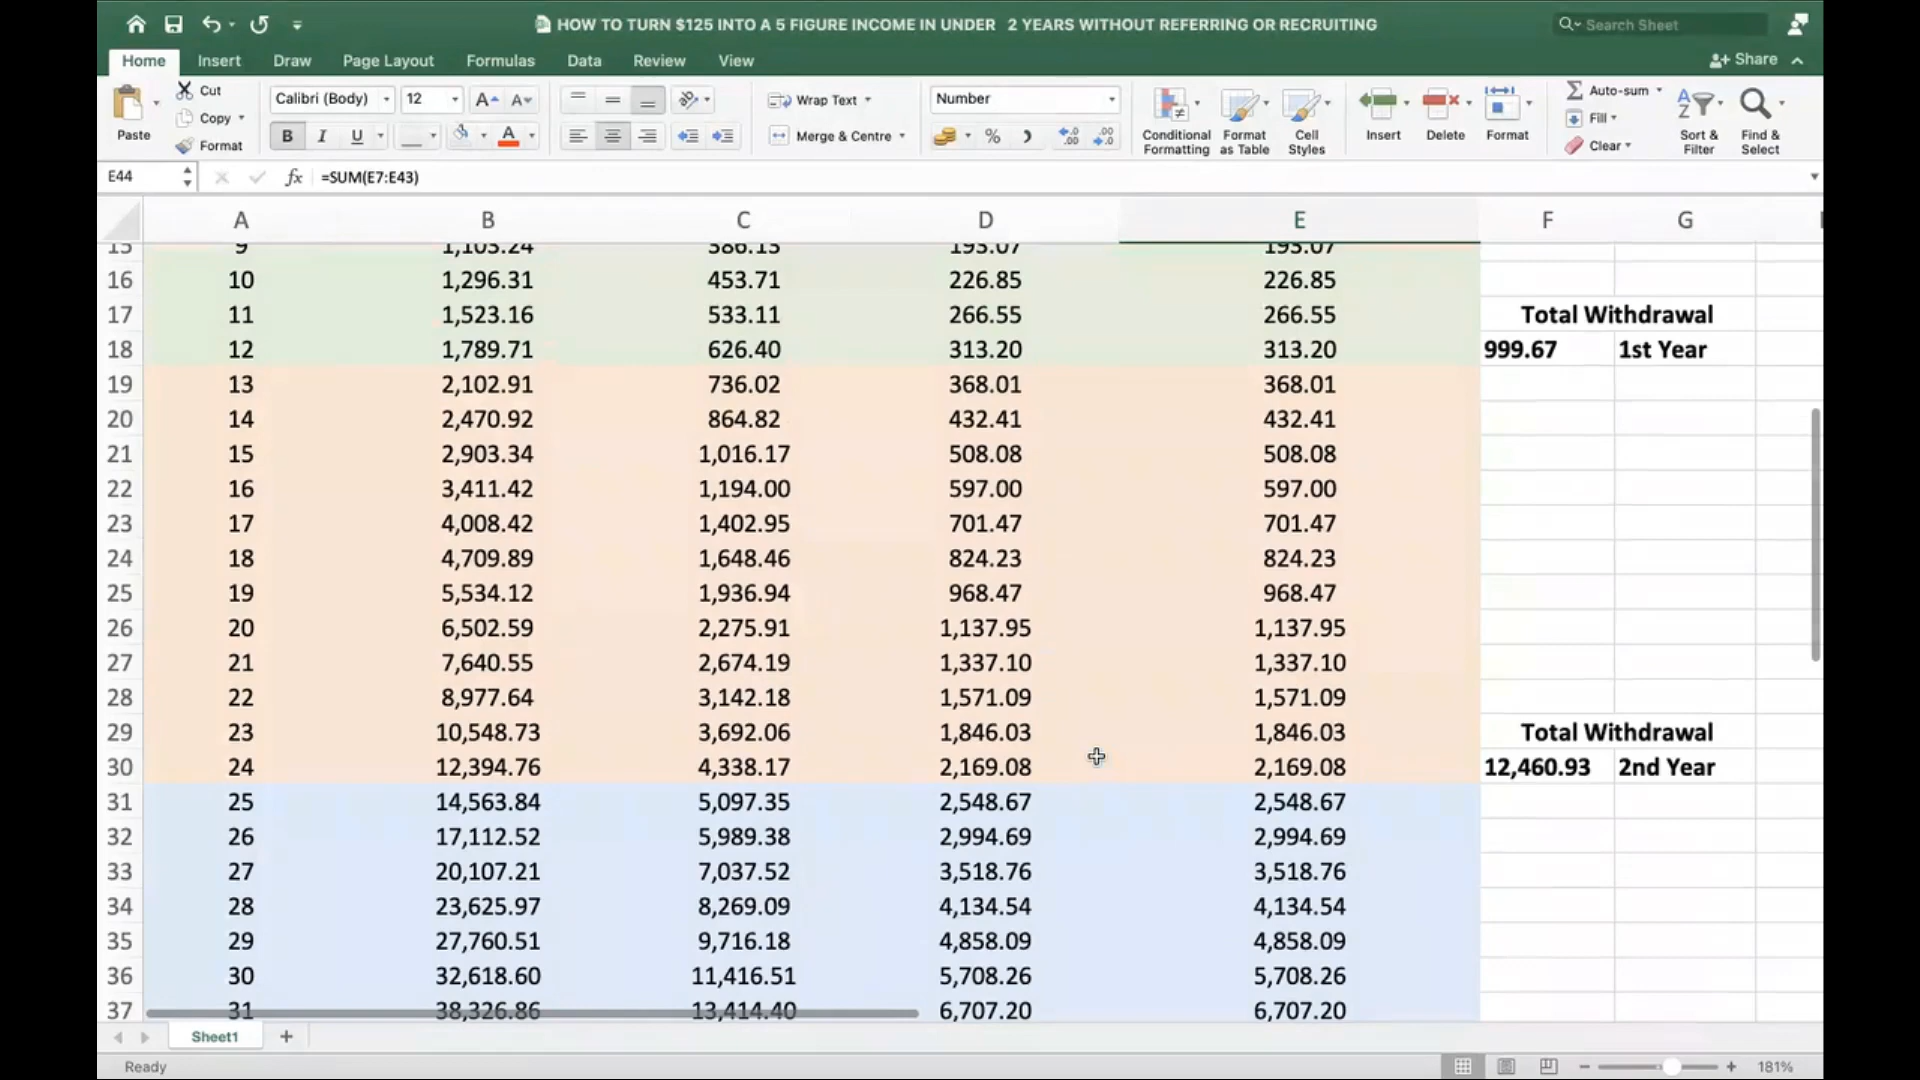 HOW TO TURN $125 INTO A 5 FIGURE INCOME IN UNDER 2 YEARS WITHOUT REFERRING OR RECRUITING
Search Sheet
Home Insert Draw Page Layout Formulas Data Review View Share
Paste
Cut
Copy
Format
Calibri (Body) 12
B I U
Wrap Text
Merge & Centre
Number
Conditional Formatting
Format as Table
Cell Styles
Insert
Delete
Format
Auto-sum
Fill
Clear
Sort & Filter
Find & Select
E44 fx =SUM(E7:E43)
A B C D E F G
15 9 1,103.24 386.13 193.07 193.07
16 10 1,296.31 453.71 226.85 226.85
17 11 1,523.16 533.11 266.55 266.55 Total Withdrawal
18 12 1,789.71 626.40 313.20 313.20 999.67 1st Year
19 13 2,102.91 736.02 368.01 368.01
20 14 2,470.92 864.82 432.41 432.41
21 15 2,903.34 1,016.17 508.08 508.08
22 16 3,411.42 1,194.00 597.00 597.00
23 17 4,008.42 1,402.95 701.47 701.47
24 18 4,709.89 1,648.46 824.23 824.23
25 19 5,534.12 1,936.94 968.47 968.47
26 20 6,502.59 2,275.91 1,137.95 1,137.95
27 21 7,640.55 2,674.19 1,337.10 1,337.10
28 22 8,977.64 3,142.18 1,571.09 1,571.09
29 23 10,548.73 3,692.06 1,846.03 1,846.03 Total Withdrawal
30 24 12,394.76 4,338.17 2,169.08 2,169.08 12,460.93 2nd Year
31 25 14,563.84 5,097.35 2,548.67 2,548.67
32 26 17,112.52 5,989.38 2,994.69 2,994.69
33 27 20,107.21 7,037.52 3,518.76 3,518.76
34 28 23,625.97 8,269.09 4,134.54 4,134.54
35 29 27,760.51 9,716.18 4,858.09 4,858.09
36 30 32,618.60 11,416.51 5,708.26 5,708.26
37 31 38,326.86 13,414.40 6,707.20 6,707.20
Sheet1
Ready 181%